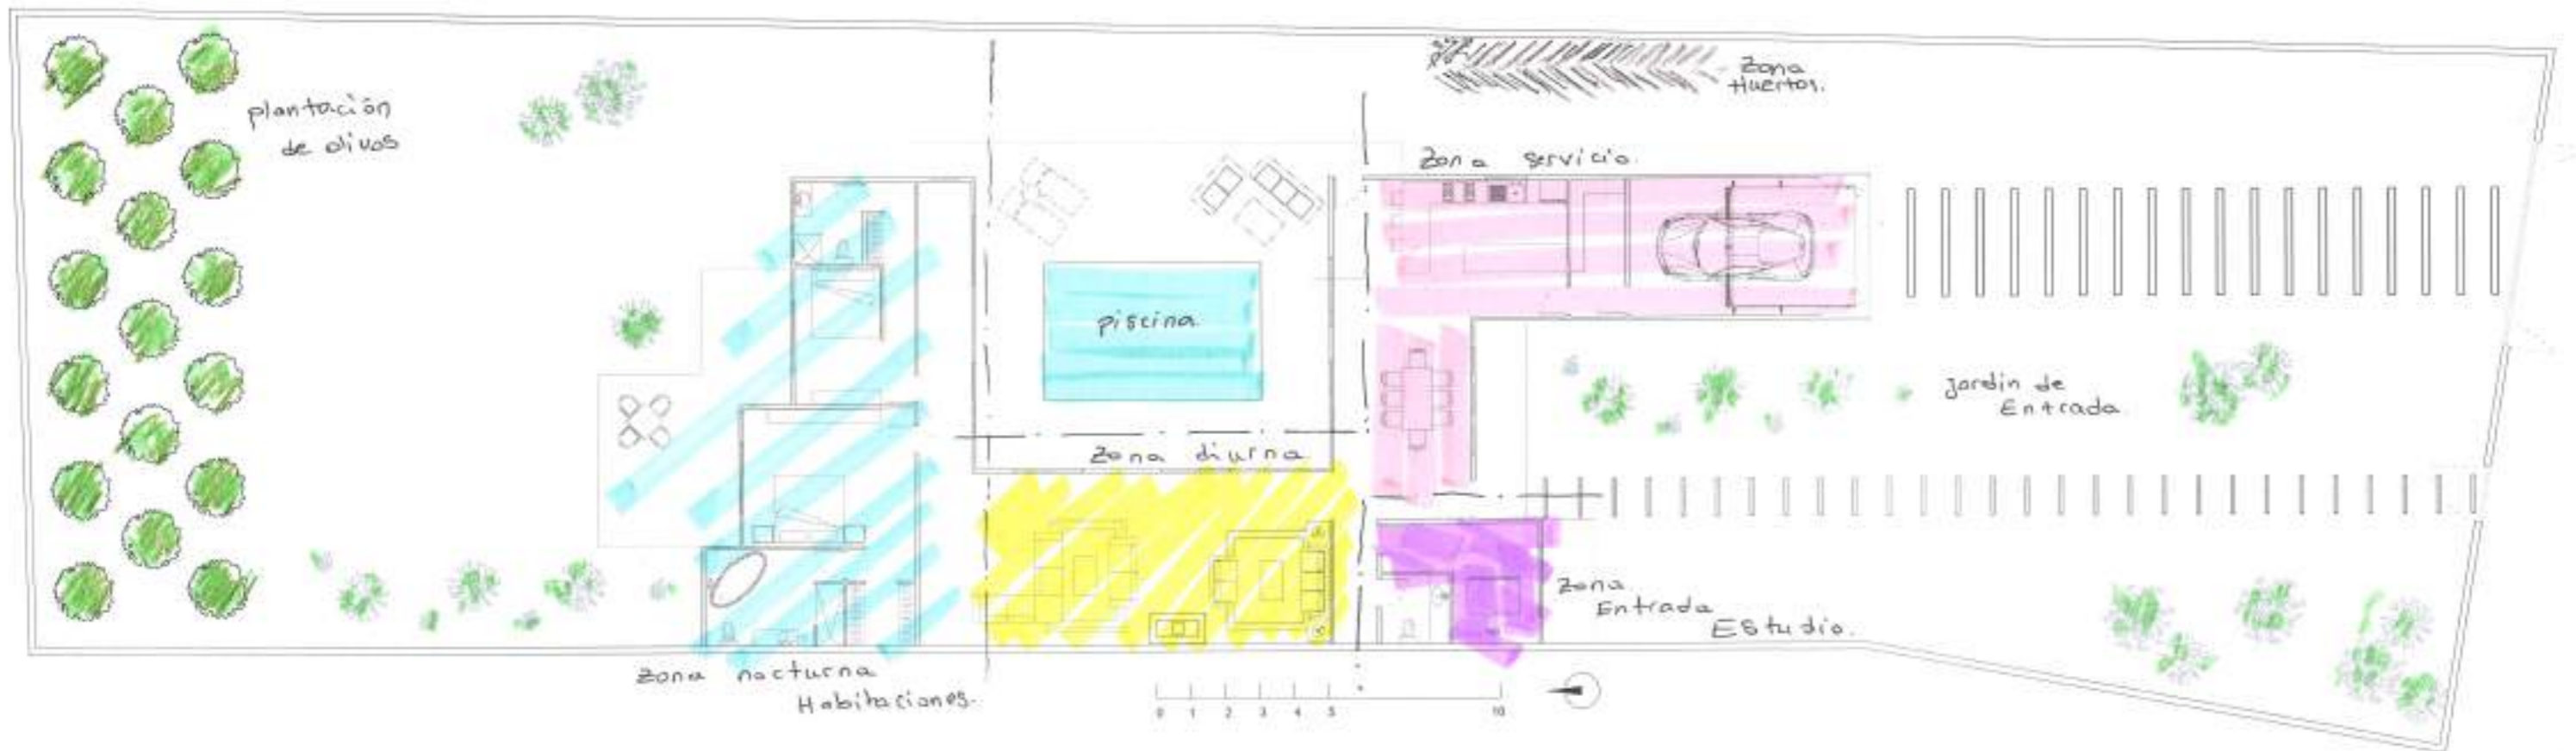 plantación
de olivos
Zona
Huertos.
Zona servicio.
piscina
Jardin de
Entrada
Zona diurna
Zona
Entrada
Estudio.
Zona nocturna
Habitaciones.
0 1 2 3 4 5 10